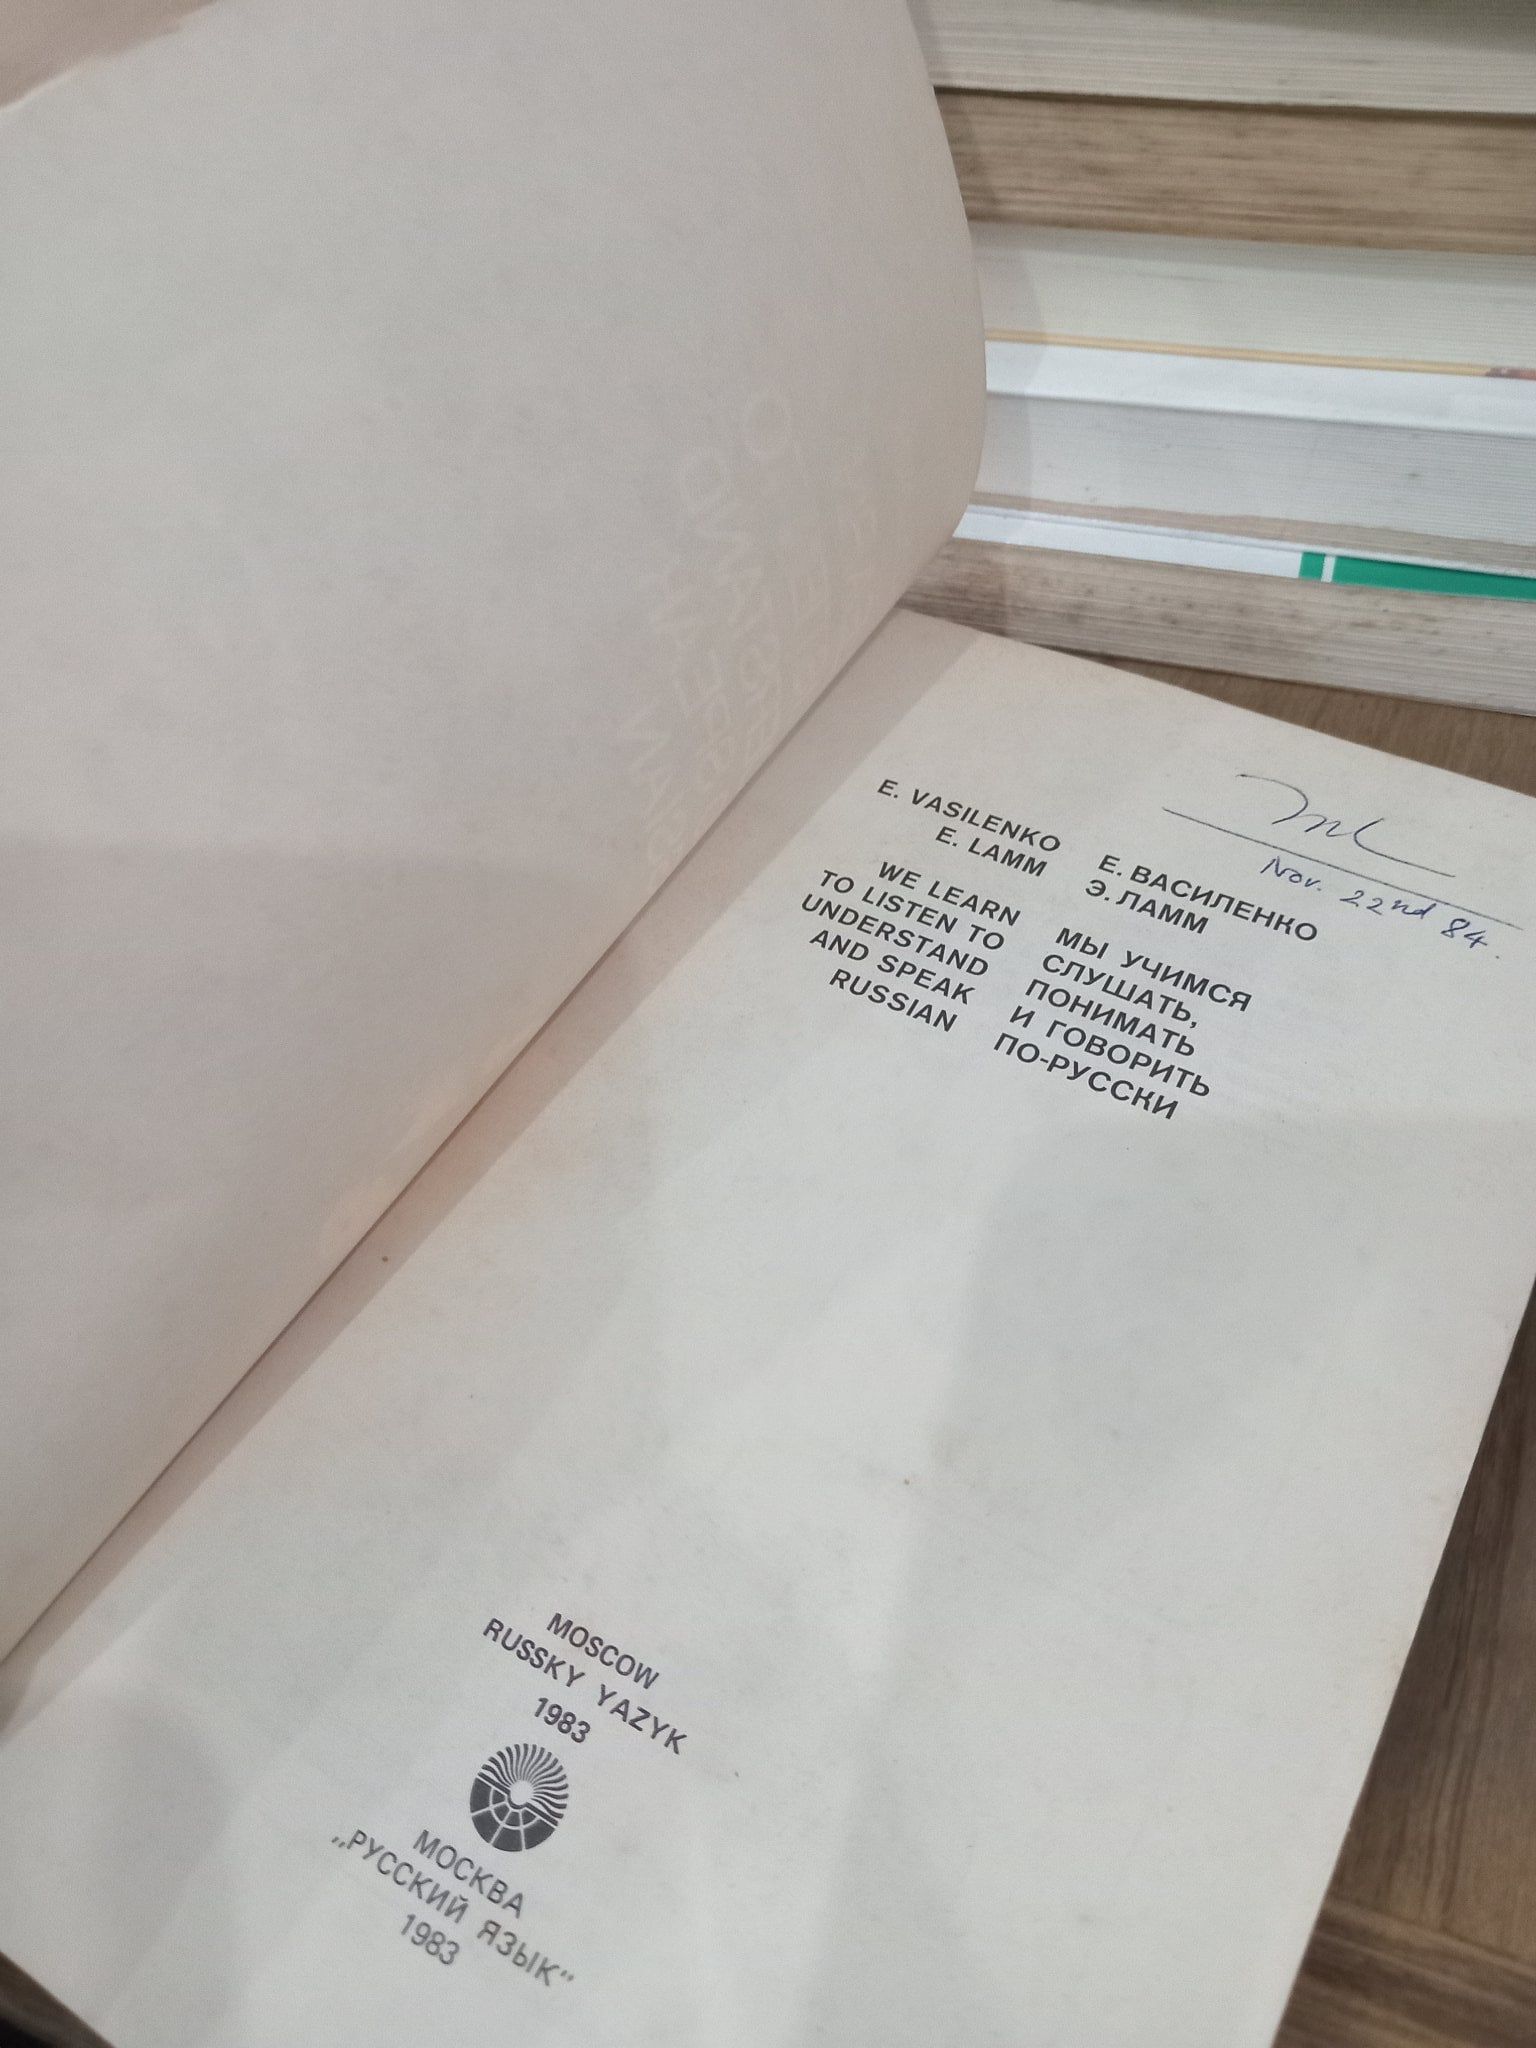 Nov. 22nd 84.
E. VASILENKO
E. LAMM
WE LEARN
TO LISTEN TO
UNDERSTAND
AND SPEAK
RUSSIAN
Е. ВАСИЛЕНКО
Э. ЛАММ
МЫ УЧИМСЯ
СЛУШАТЬ,
ПОНИМАТЬ
И ГОВОРИТЬ
ПО-РУССКИ
MOSCOW
RUSSKY YAZYK
1983
МОСКВА
„РУССКИЙ ЯЗЫК“
1983